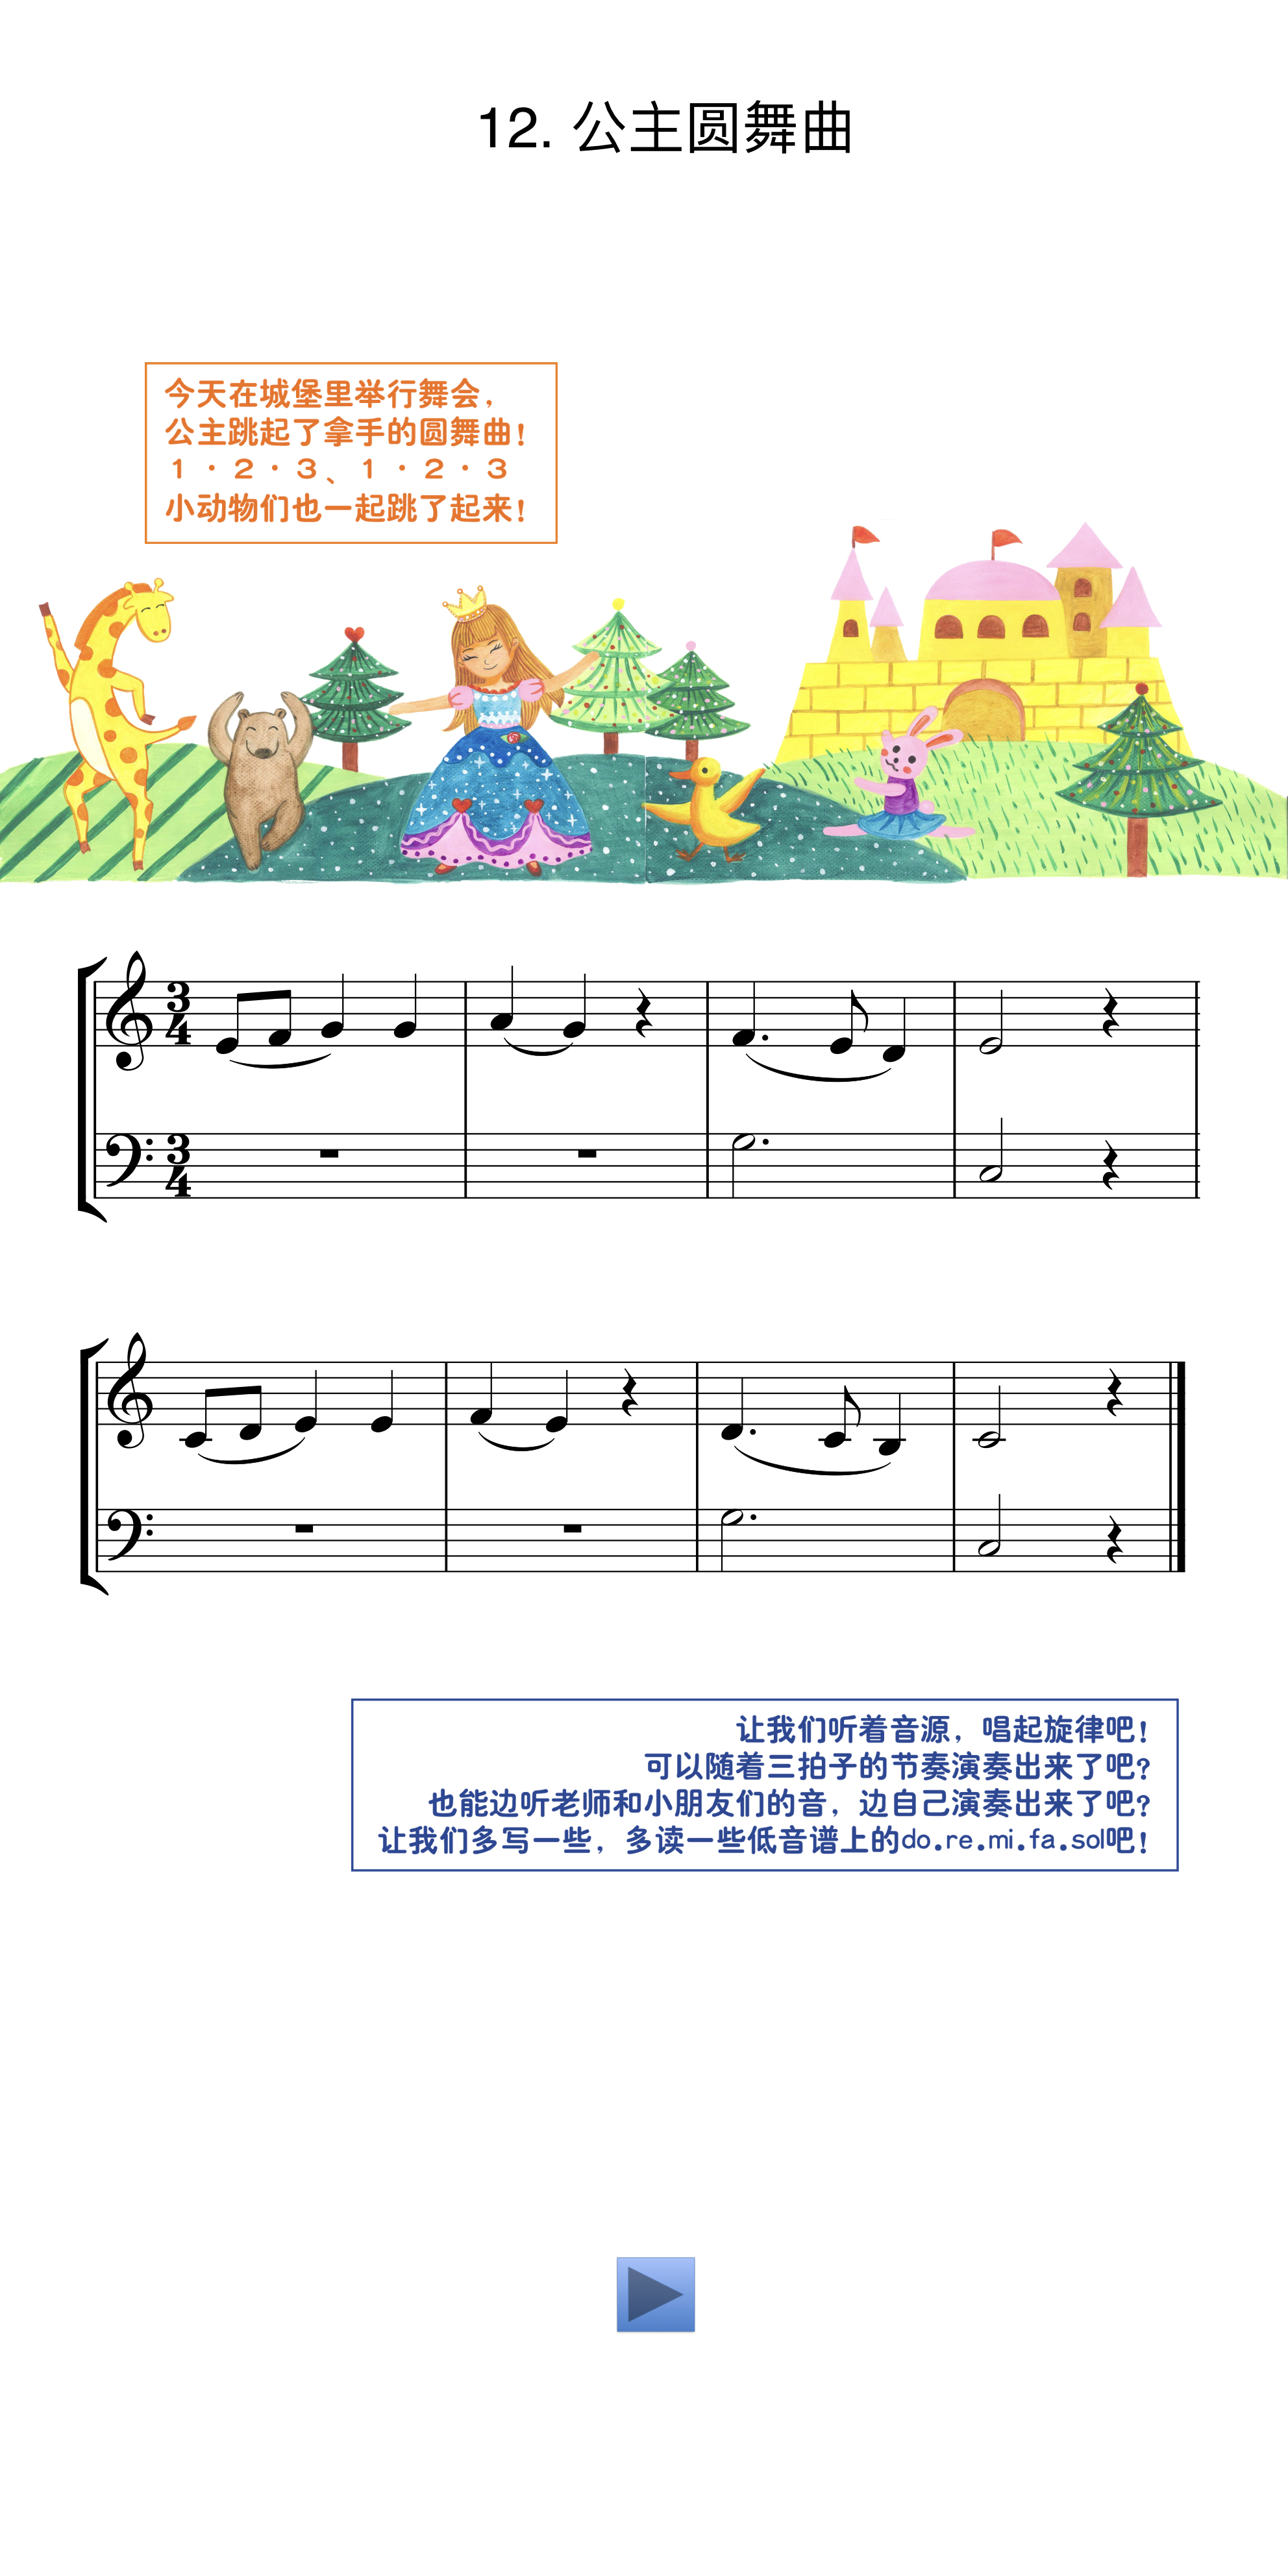 12. 公主圆舞曲
今天在城堡里举行舞会，
公主跳起了拿手的圆舞曲！
1・2・3、1・2・3
小动物们也一起跳了起来！
3
4
3
4
让我们听着音源，唱起旋律吧！
可以随着三拍子的节奏演奏出来了吧？
也能边听老师和小朋友们的音，边自己演奏出来了吧？
让我们多写一些，多读一些低音谱上的do.re.mi.fa.sol吧！